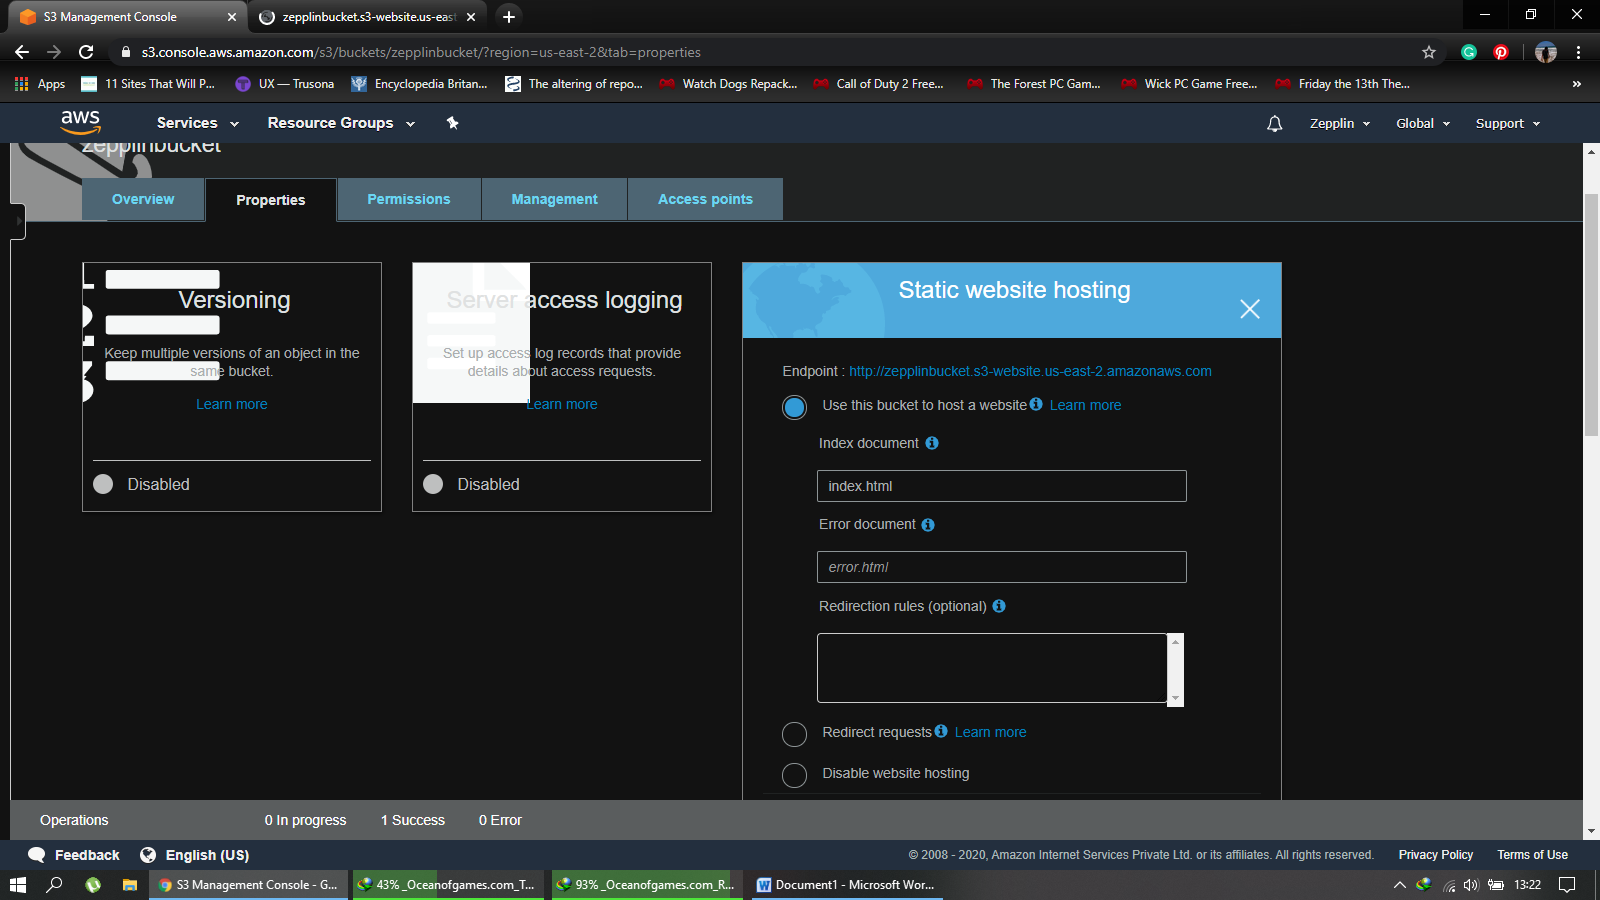 S3 Management Console
zepplinbucket.s3-website.us-east
s3.console.aws.amazon.com/s3/buckets/zepplinbucket/?region=us-east-2&tab=properties
Apps
11 Sites That Will P...
UX — Trusona
Encyclopedia Britan...
The altering of repo...
Watch Dogs Repack...
Call of Duty 2 Free...
The Forest PC Gam...
Wick PC Game Free...
Friday the 13th The...
»
aws
Services
Resource Groups
Zepplin
Global
Support
zepplinbucket
Overview
Properties
Permissions
Management
Access points
Versioning
Keep multiple versions of an object in the
same bucket.
Learn more
Disabled
Server access logging
Set up access log records that provide
details about access requests.
Learn more
Disabled
Static website hosting
Endpoint : http://zepplinbucket.s3-website.us-east-2.amazonaws.com
Use this bucket to host a website Learn more
Index document
index.html
Error document
error.html
Redirection rules (optional)
Redirect requests Learn more
Disable website hosting
Operations
0 In progress
1 Success
0 Error
Feedback
English (US)
© 2008 - 2020, Amazon Internet Services Private Ltd. or its affiliates. All rights reserved.
Privacy Policy
Terms of Use
S3 Management Console - G...
43% _Oceanofgames.com_T...
93% _Oceanofgames.com_R...
Document1 - Microsoft Wor...
13:22